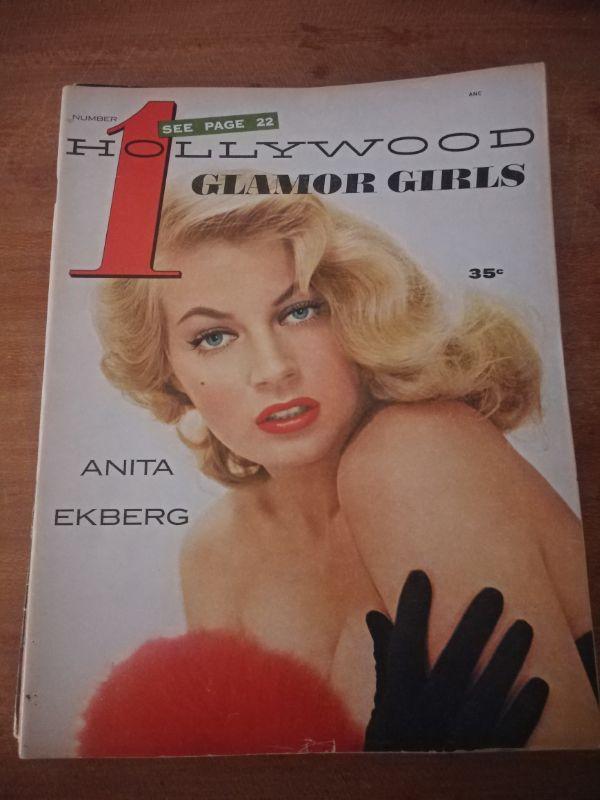 ANC
NUMBER
1
SEE PAGE 22
HOLLYWOOD
GLAMOR GIRLS
35c
ANITA
EKBERG